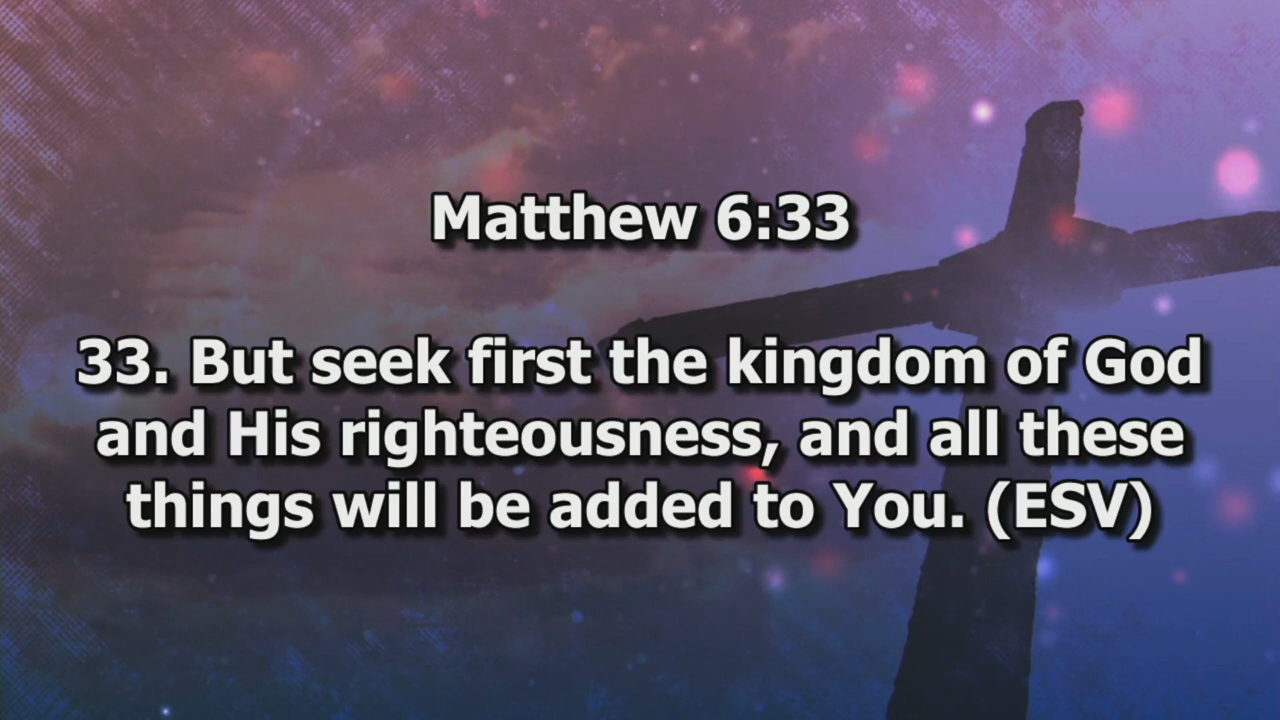 Matthew 6:33
33. But seek first the kingdom of God
and His righteousness, and all these
things will be added to You. (ESV)